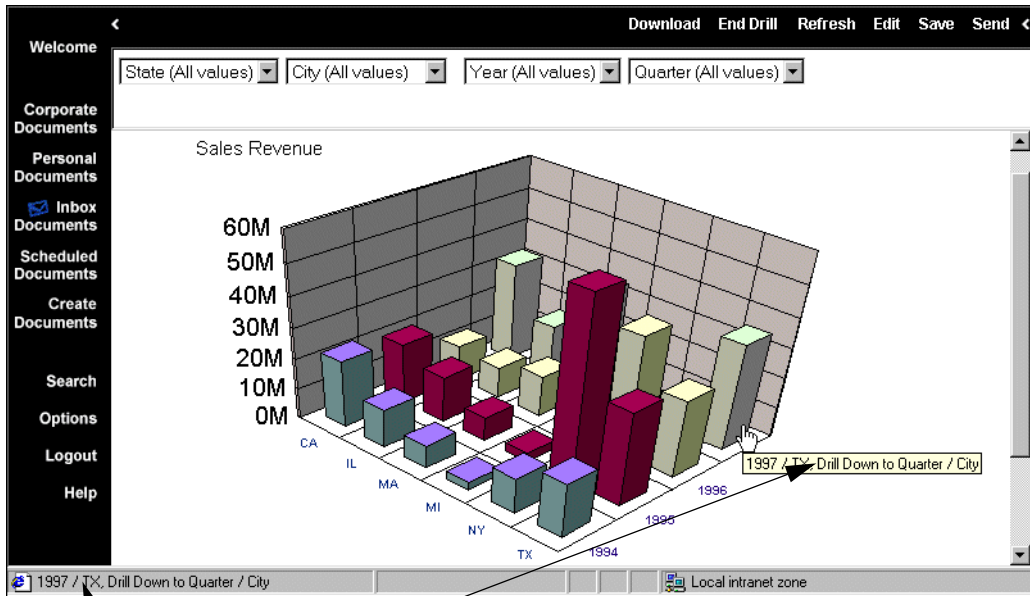 Download End Drill Refresh Edit Save Send
Welcome
Corporate
Documents
Personal
Documents
Inbox
Documents
Scheduled
Documents
Create
Documents
Search
Options
Logout
Help
State (All values) City (All values) Year (All values) Quarter (All values)
Sales Revenue
60M
50M
40M
30M
20M
10M
0M
CA
IL
MA
MI
NY
TX
1994
1995
1996
1997 / TX, Drill Down to Quarter / City
1997 / TX, Drill Down to Quarter / City
Local intranet zone